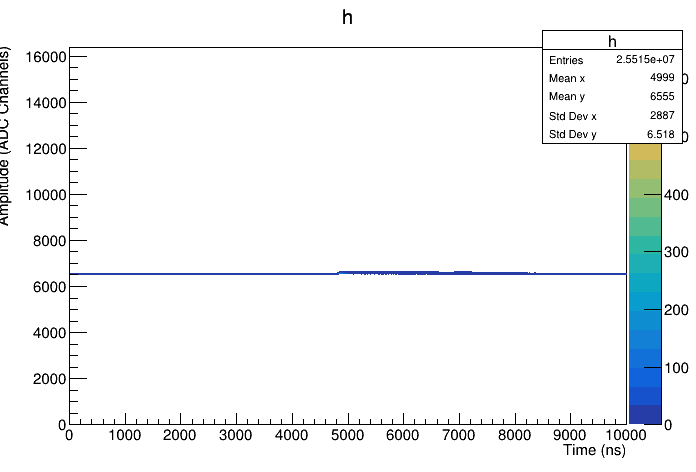 h
h
Entries 2.5515e+07
Mean x 4999
Mean y 6555
Std Dev x 2887
Std Dev y 6.518
Amplitude (ADC Channels)
16000
14000
12000
10000
8000
6000
4000
2000
0
0 1000 2000 3000 4000 5000 6000 7000 8000 9000 10000
Time (ns)
400
300
200
100
0